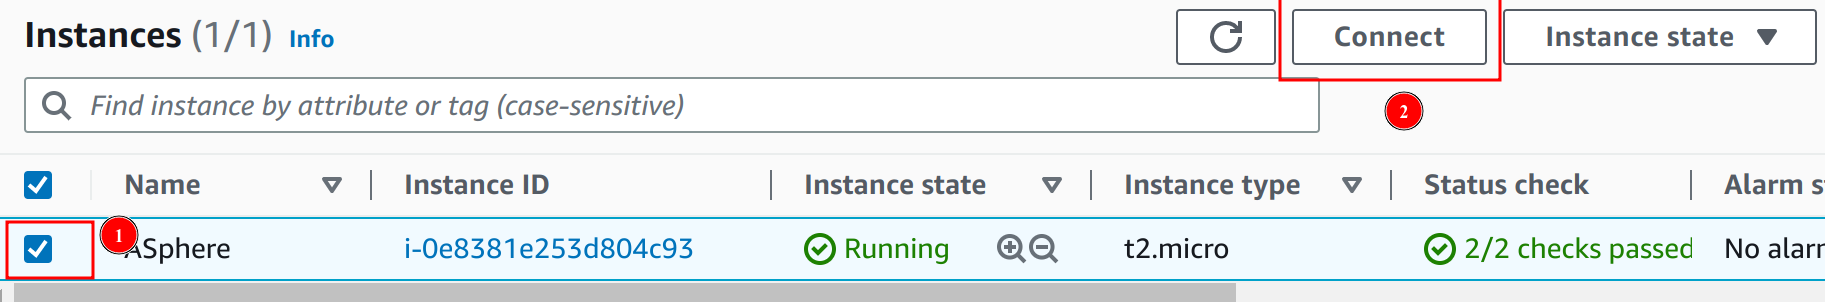 Instances (1/1) Info
Connect
Instance state
Find instance by attribute or tag (case-sensitive)
2
Name Instance ID Instance state Instance type Status check Alarm s
1
ASphere i-0e8381e253d804c93 Running t2.micro 2/2 checks passed No alarm